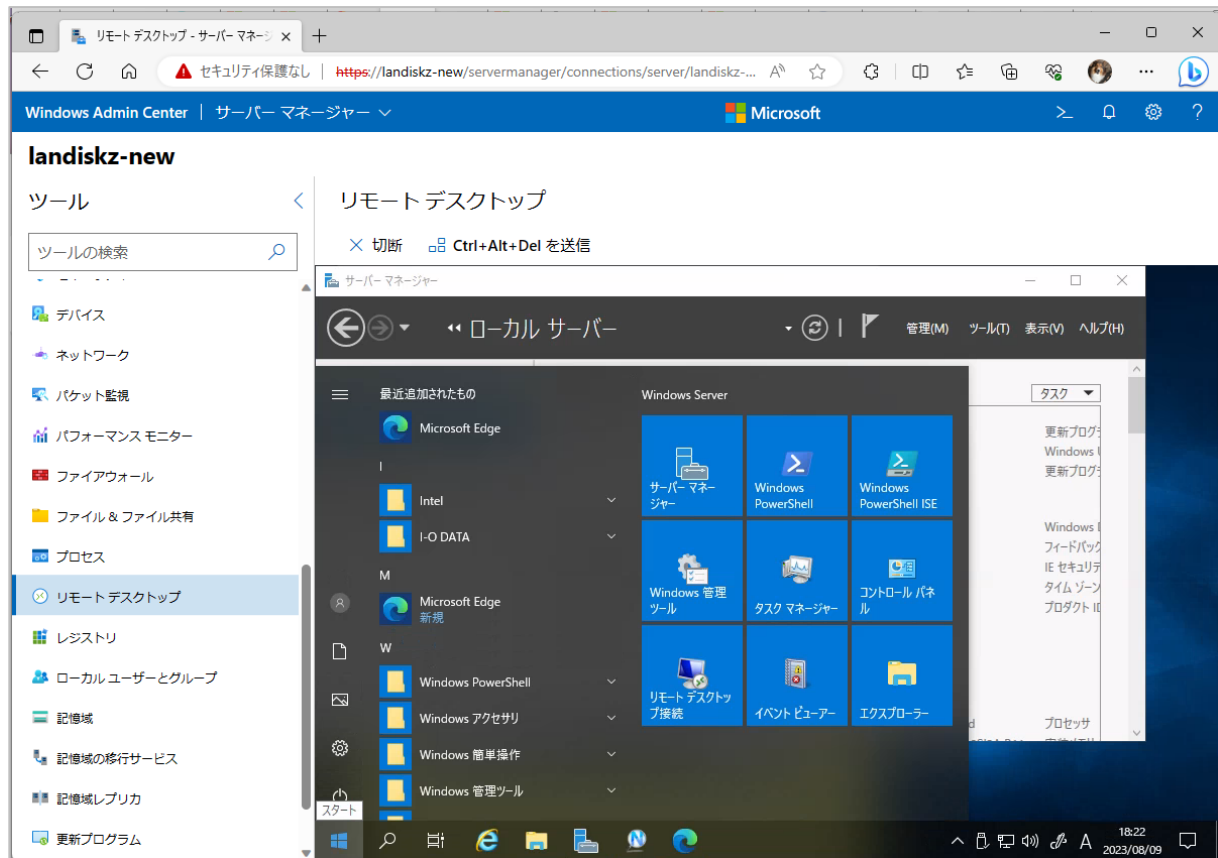 リモート デスクトップ - サーバー マネージ
セキュリティ保護なし https://landiskz-new/servermanager/connections/server/landiskz-...
Windows Admin Center サーバー マネージャー Microsoft
landiskz-new
ツール
ツールの検索
デバイス
ネットワーク
パケット監視
パフォーマンス モニター
ファイアウォール
ファイル & ファイル共有
プロセス
リモート デスクトップ
レジストリ
ローカル ユーザーとグループ
記憶域
記憶域の移行サービス
記憶域レプリカ
更新プログラム
リモート デスクトップ
切断 Ctrl+Alt+Del を送信
サーバー マネージャー
ローカル サーバー 管理(M) ツール(T) 表示(V) ヘルプ(H)
最近追加されたもの
Microsoft Edge
I
Intel
I-O DATA
M
Microsoft Edge
新規
W
Windows PowerShell
Windows アクセサリ
Windows 簡単操作
Windows 管理ツール
スタート
Windows Server
サーバー マネー
ジャー
Windows
PowerShell
Windows
PowerShell ISE
Windows 管理
ツール
タスク マネージャー
コントロール パネ
ル
リモート デスクトッ
プ接続
イベント ビューアー
エクスプローラー
タスク
更新プログ
Windows
更新プログ
Windows
フィードバック
IE セキュリテ
タイム ゾーン
プロダクト ID
プロセッサ
A 18:22
2023/08/09